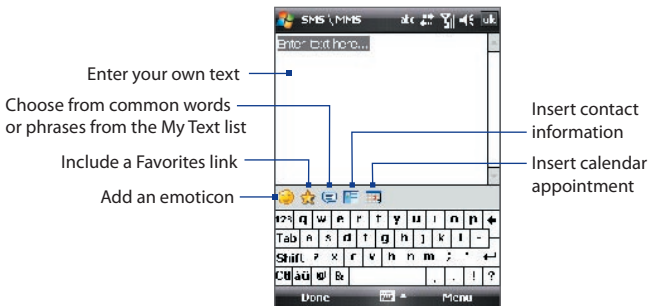 SMS \ MMS abc ok
Enter text here...
Enter your own text
Choose from common words
or phrases from the My Text list
Include a Favorites link
Add an emoticon
Insert contact
information
Insert calendar
appointment
123 q w e r t y u i o p
Tab a s d f g h j k l -
Shift z x c v b n m ; '
Ctl áü , . ! ?
Done Menu